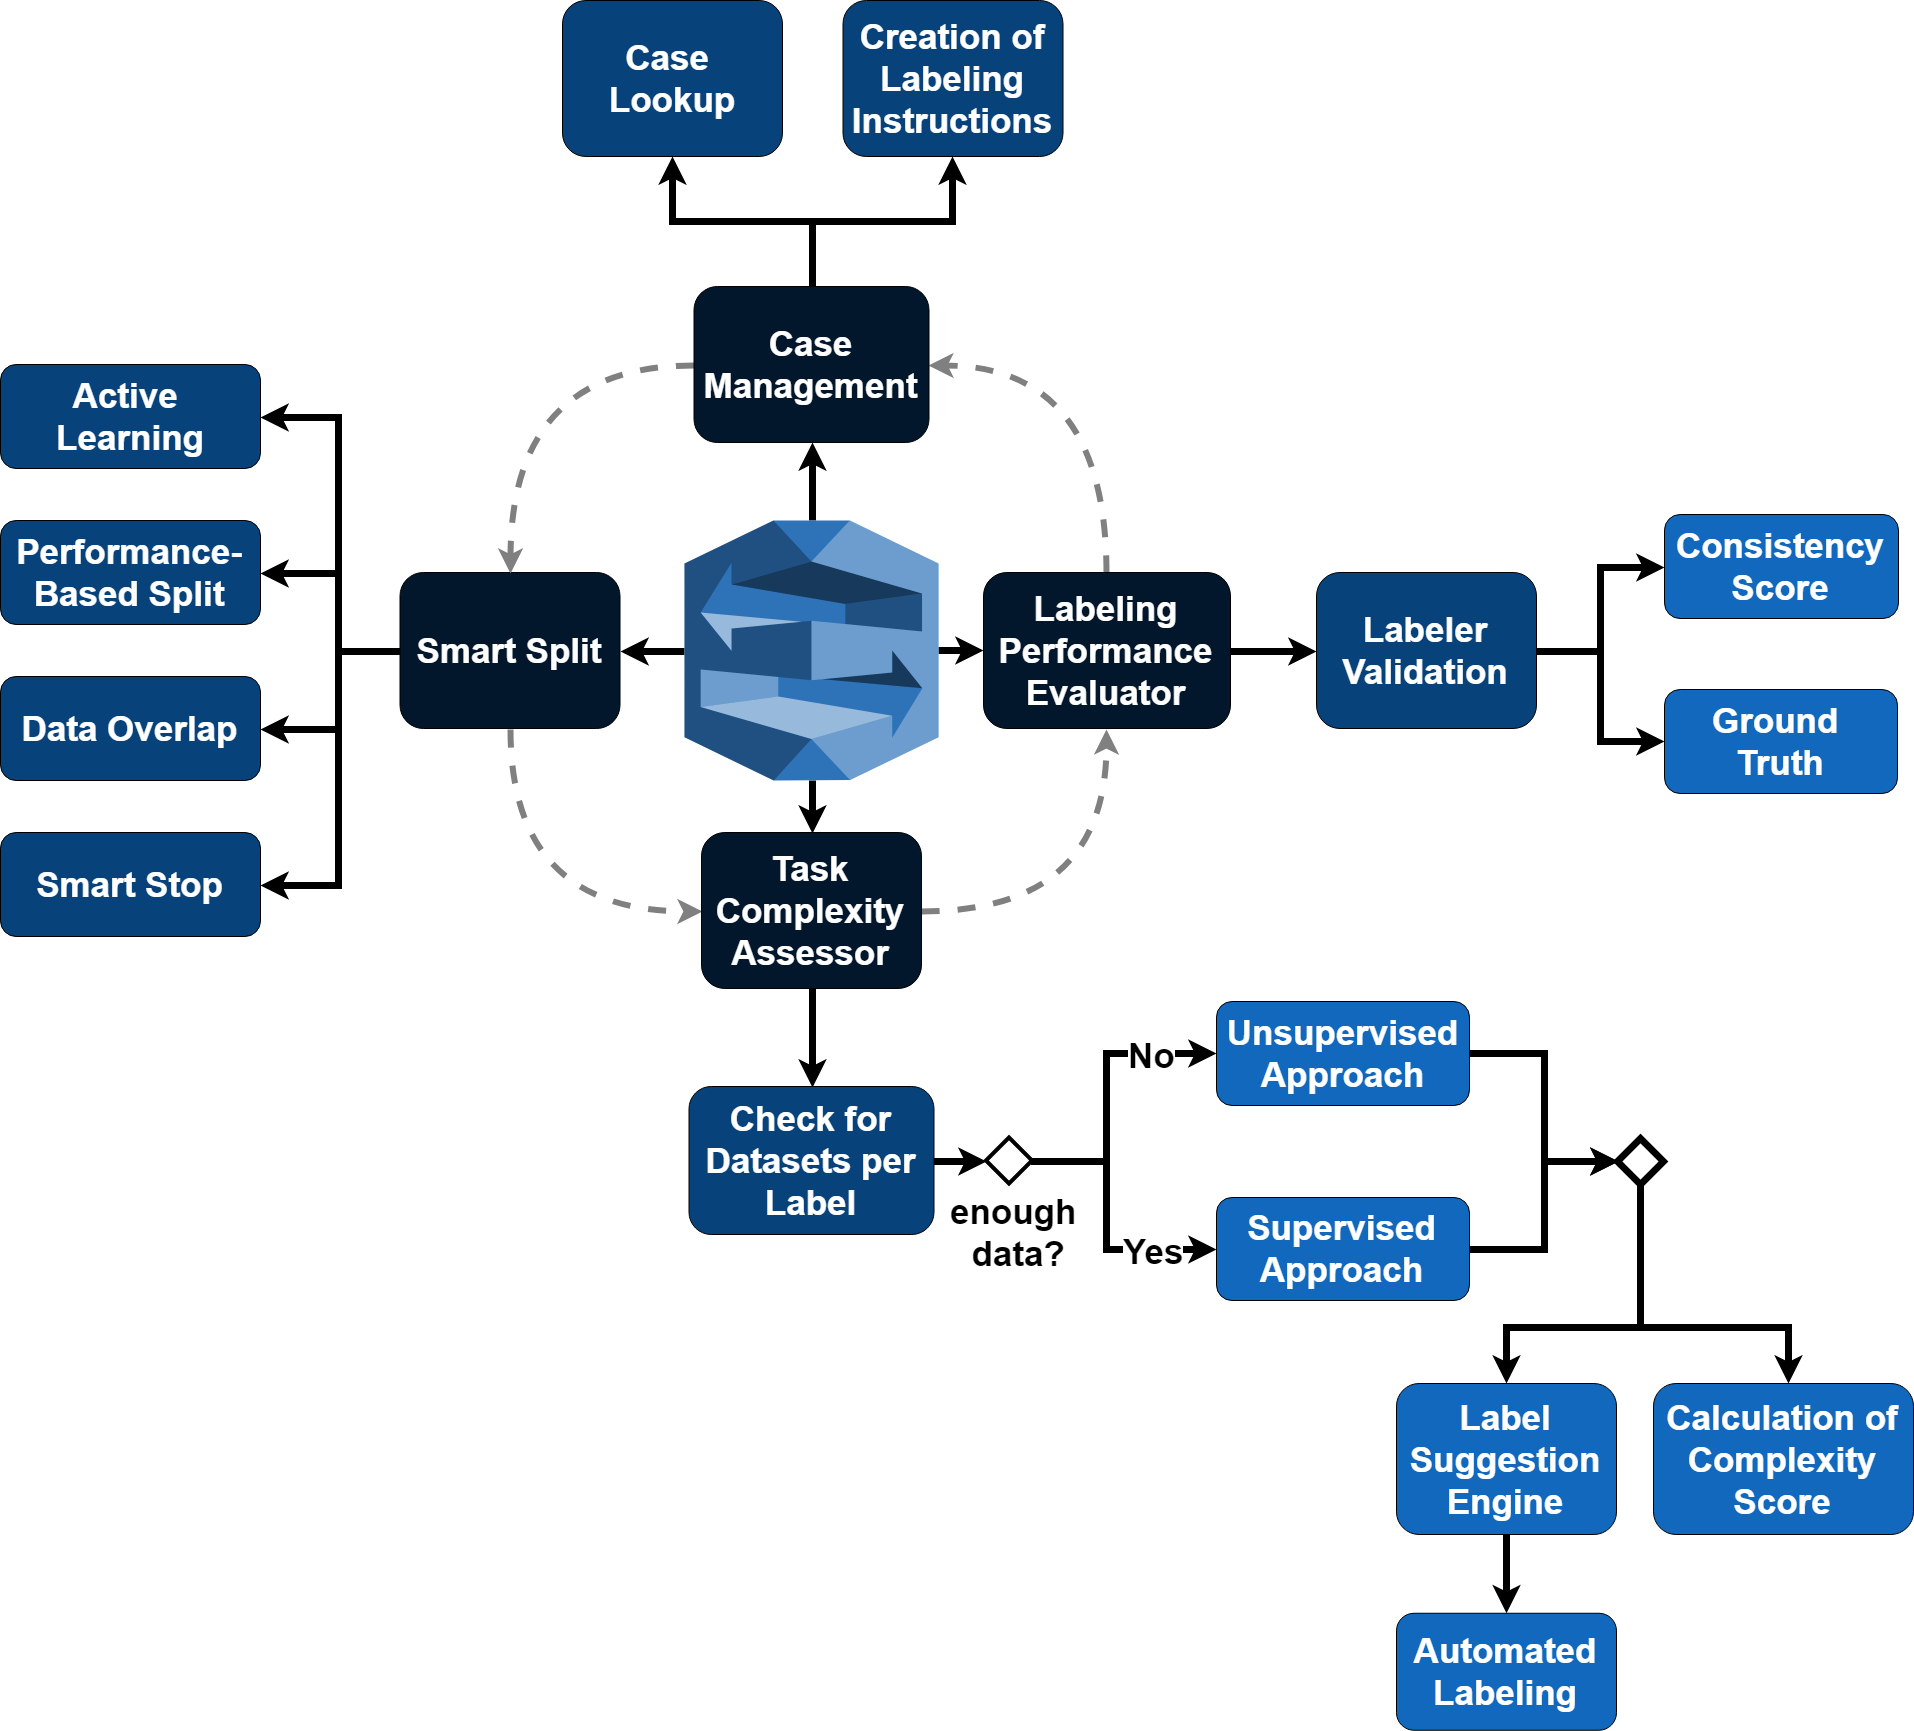 Case
Lookup
Creation of
Labeling
Instructions
Case
Management
Active
Learning
Performance-
Based Split
Data Overlap
Smart Stop
Smart Split
Labeling
Performance
Evaluator
Labeler
Validation
Consistency
Score
Ground
Truth
Task
Complexity
Assessor
Check for
Datasets per
Label
enough
data?
No
Yes
Unsupervised
Approach
Supervised
Approach
Label
Suggestion
Engine
Calculation of
Complexity
Score
Automated
Labeling